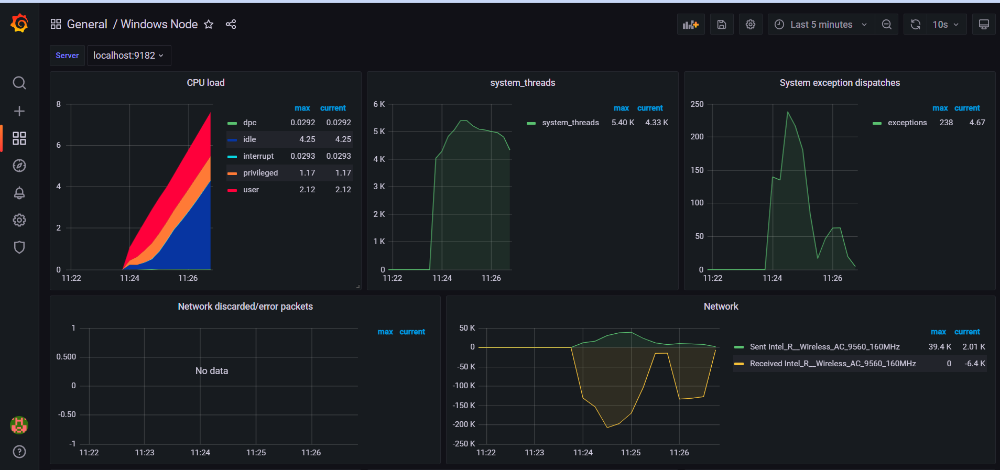 General / Windows Node
Last 5 minutes
10s
Server
localhost:9182
CPU load
8
6
4
2
0
11:22 11:24 11:26
max current
dpc 0.0292 0.0292
idle 4.25 4.25
interrupt 0.0293 0.0293
privileged 1.17 1.17
user 2.12 2.12
system_threads
6 K
5 K
4 K
3 K
2 K
1 K
0
11:22 11:24 11:26
max current
system_threads 5.40 K 4.33 K
System exception dispatches
250
200
150
100
50
0
11:22 11:24 11:26
max current
exceptions 238 4.67
Network discarded/error packets
1
0.500
0
-0.50
-1
No data
11:22 11:23 11:24 11:25 11:26
max current
Network
50 K
0
-50 K
-100 K
-150 K
-200 K
-250 K
11:22 11:23 11:24 11:25 11:26
max current
Sent Intel_R__Wireless_AC_9560_160MHz 39.4 K 2.01 K
Received Intel_R__Wireless_AC_9560_160MHz 0 -6.4 K